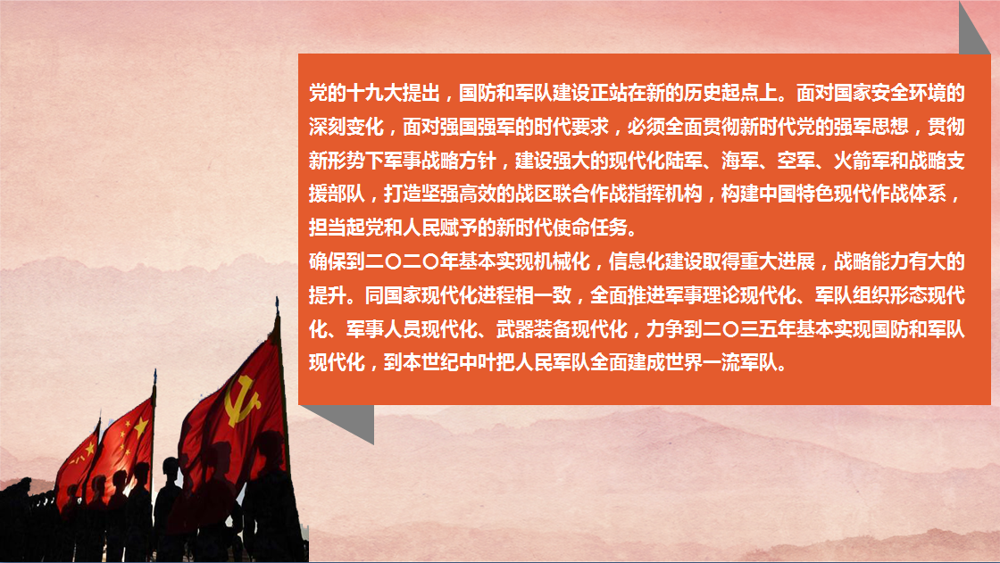 党的十九大提出，国防和军队建设正站在新的历史起点上。面对国家安全环境的
深刻变化，面对强国强军的时代要求，必须全面贯彻新时代党的强军思想，贯彻
新形势下军事战略方针，建设强大的现代化陆军、海军、空军、火箭军和战略支
援部队，打造坚强高效的战区联合作战指挥机构，构建中国特色现代作战体系，
担当起党和人民赋予的新时代使命任务。
确保到二〇二〇年基本实现机械化，信息化建设取得重大进展，战略能力有大的
提升。同国家现代化进程相一致，全面推进军事理论现代化、军队组织形态现代
化、军事人员现代化、武器装备现代化，力争到二〇三五年基本实现国防和军队
现代化，到本世纪中叶把人民军队全面建成世界一流军队。